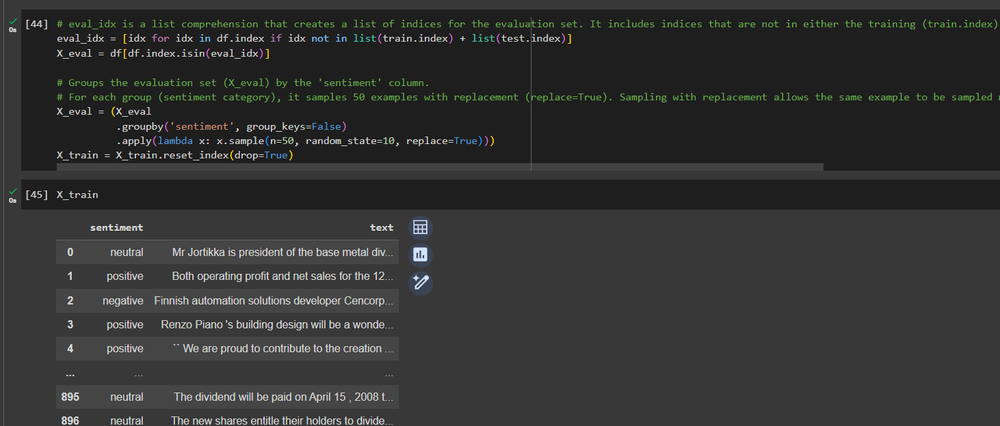 [44] # eval_idx is a list comprehension that creates a list of indices for the evaluation set. It includes indices that are not in either the training (train.index)
0s
eval_idx = [idx for idx in df.index if idx not in list(train.index) + list(test.index)]
X_eval = df[df.index.isin(eval_idx)]
# Groups the evaluation set (X_eval) by the 'sentiment' column.
# For each group (sentiment category), it samples 50 examples with replacement (replace=True). Sampling with replacement allows the same example to be sampled
X_eval = (X_eval
.groupby('sentiment', group_keys=False)
.apply(lambda x: x.sample(n=50, random_state=10, replace=True)))
X_train = X_train.reset_index(drop=True)
[45] X_train
0s
sentiment text
0 neutral Mr Jortikka is president of the base metal div...
1 positive Both operating profit and net sales for the 12...
2 negative Finnish automation solutions developer Cencorp...
3 positive Renzo Piano 's building design will be a wonde...
4 positive `` We are proud to contribute to the creation ...
... ... ...
895 neutral The dividend will be paid on April 15 , 2008 t...
896 neutral The new shares entitle their holders to divide...